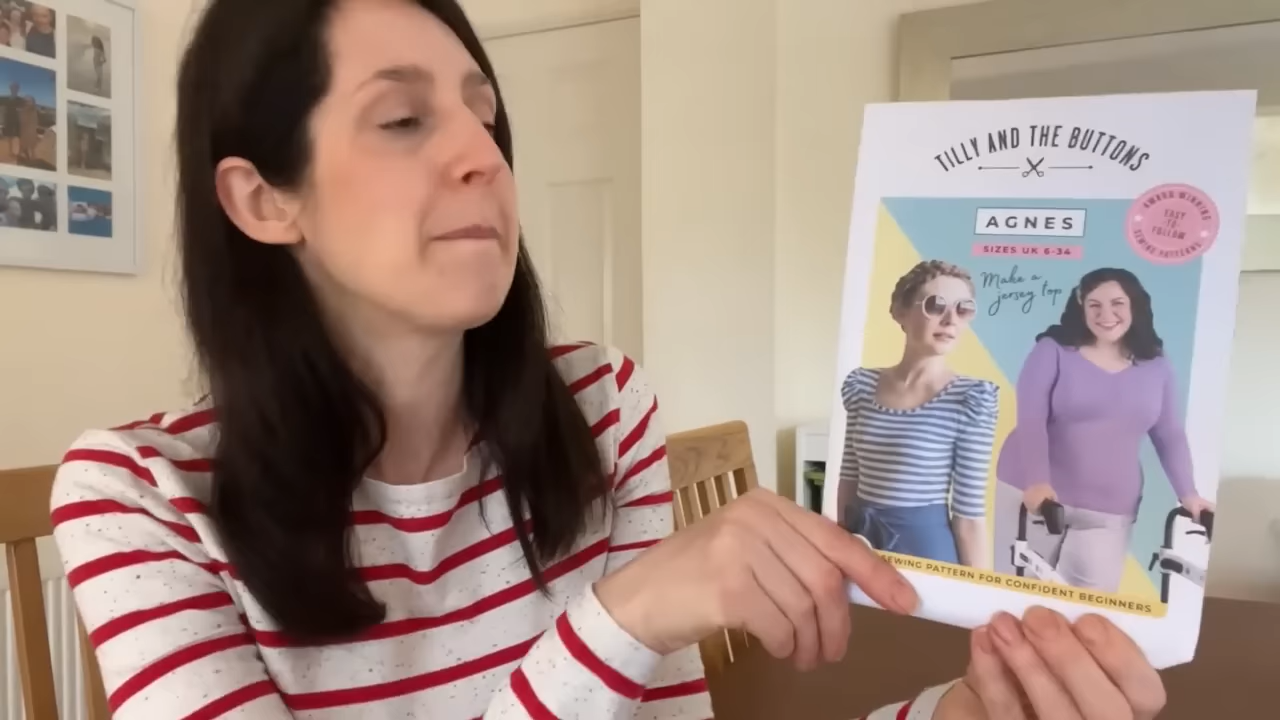 TILLY AND THE BUTTONS
AGNES
SIZES UK 6-34
Make a
jersey top
AWARD WINNING
EASY
-TO-
FOLLOW
SEWING PATTERNS
SEWING PATTERN FOR CONFIDENT BEGINNERS